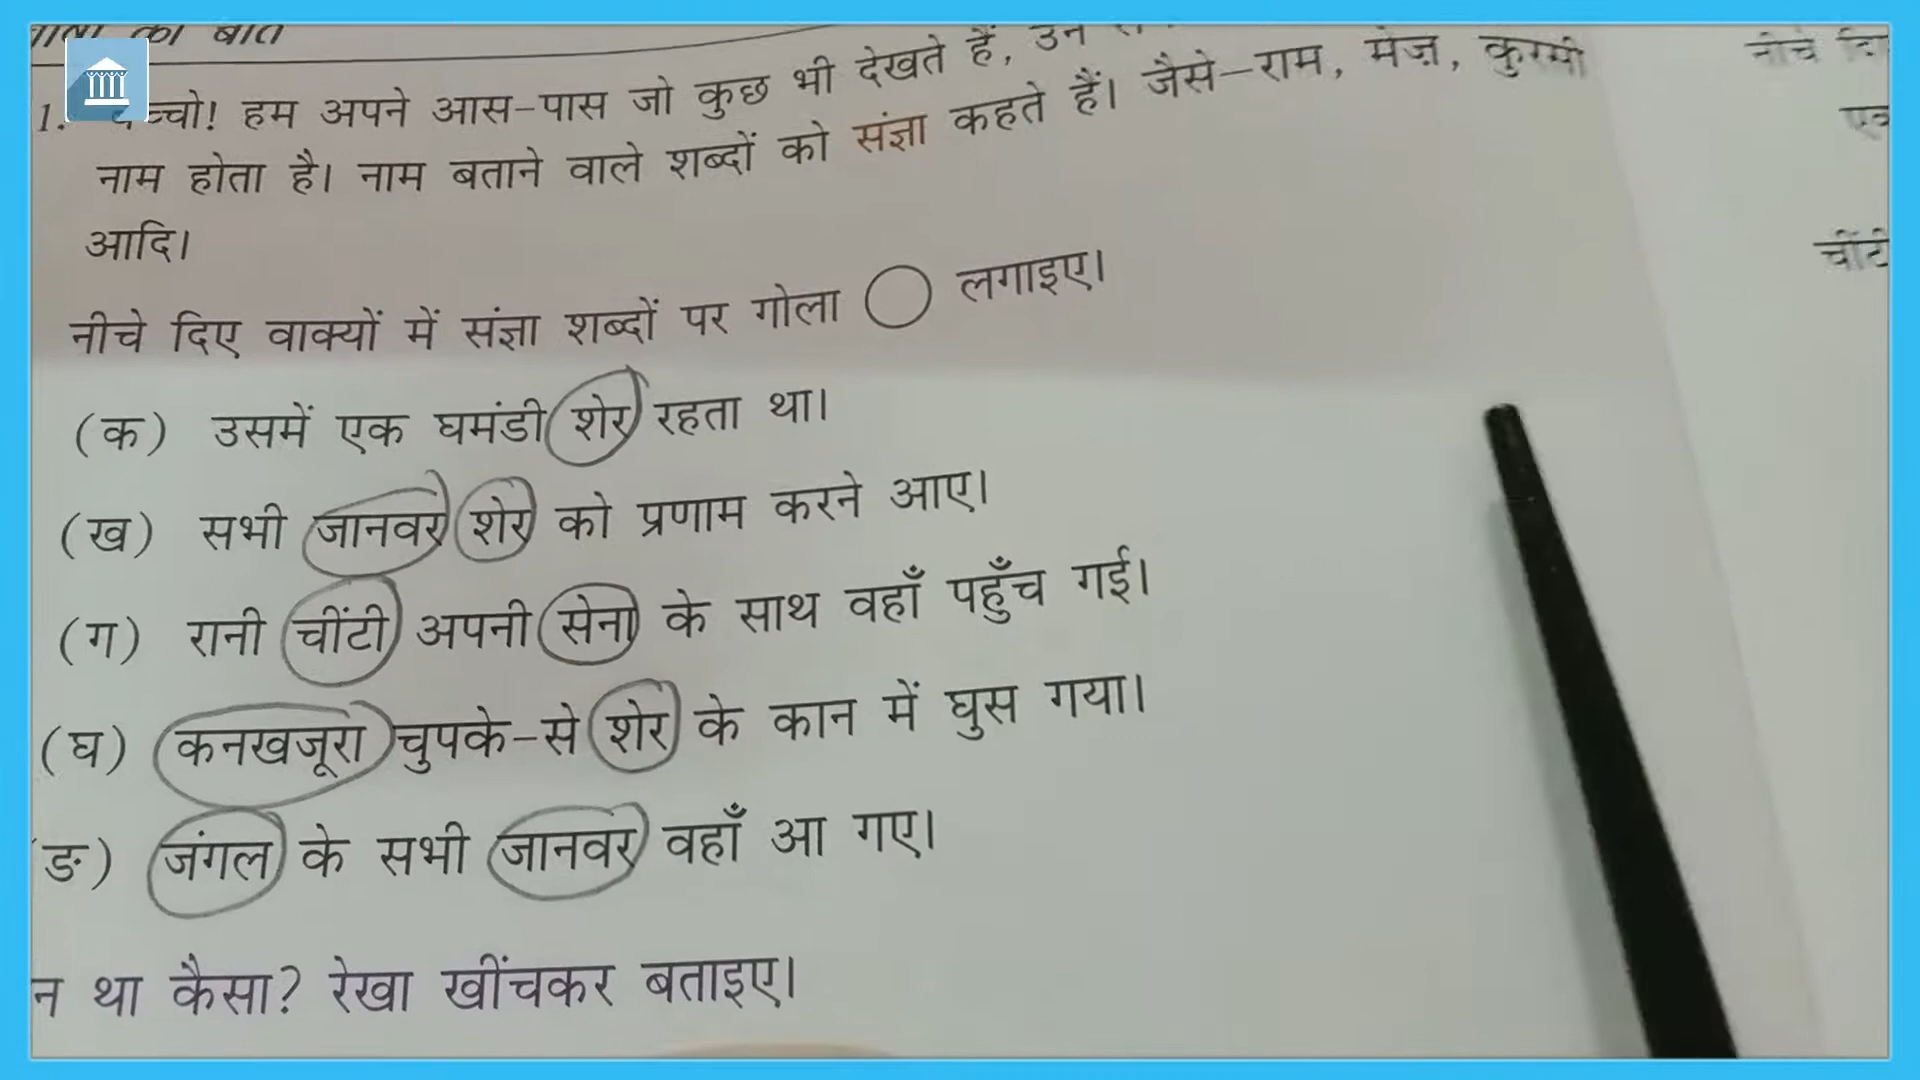 1. बच्चो! हम अपने आस-पास जो कुछ भी देखते हैं, उन
नाम होता है। नाम बताने वाले शब्दों को संज्ञा कहते हैं। जैसे-राम, मेज़, कुरसी
आदि।
नीचे दिए वाक्यों में संज्ञा शब्दों पर गोला लगाइए।
(क) उसमें एक घमंडी शेर रहता था।
(ख) सभी जानवर शेर को प्रणाम करने आए।
(ग) रानी चींटी अपनी सेना के साथ वहाँ पहुँच गई।
(घ) कनखजूरा चुपके-से शेर के कान में घुस गया।
ङ) जंगल के सभी जानवर वहाँ आ गए।
न था कैसा? रेखा खींचकर बताइए।
नीचे